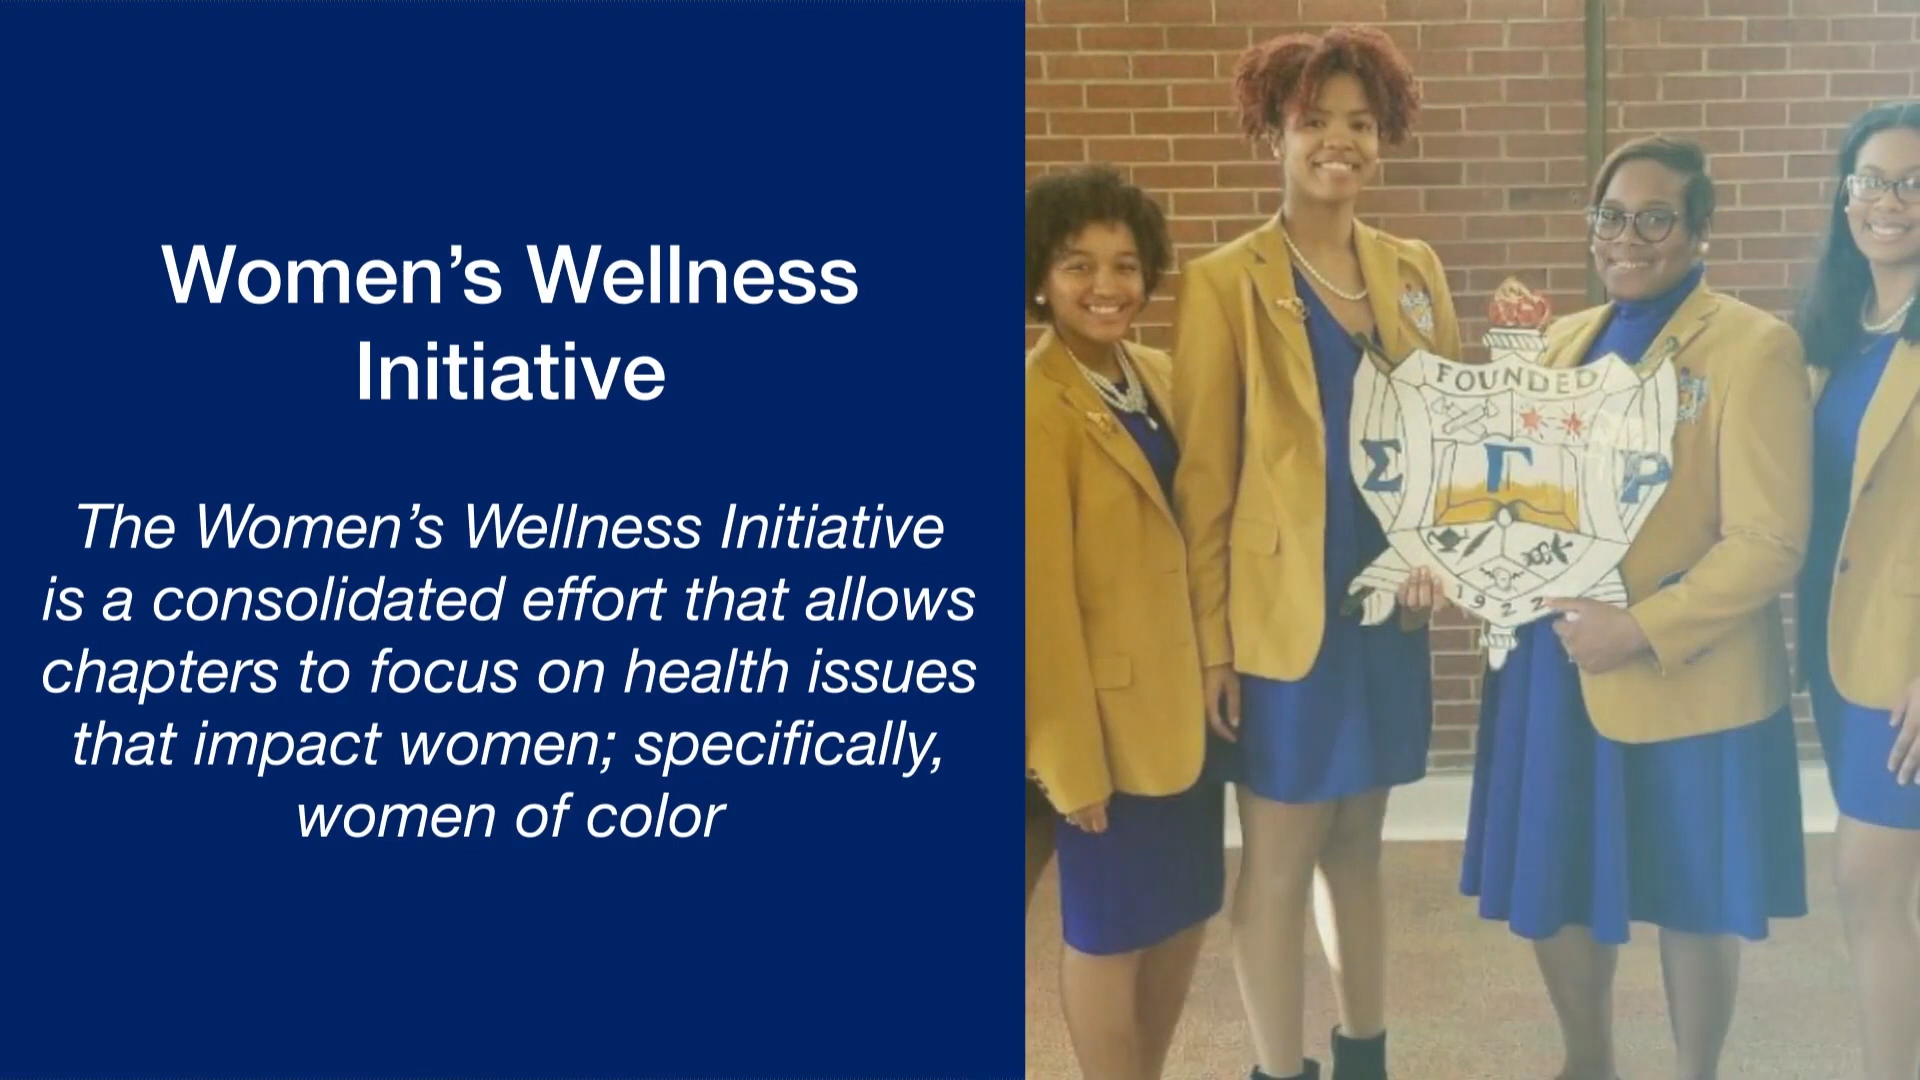 Women’s Wellness
Initiative
The Women’s Wellness Initiative
is a consolidated effort that allows
chapters to focus on health issues
that impact women; specifically,
women of color
FOUNDED
Σ Γ Ρ
1922